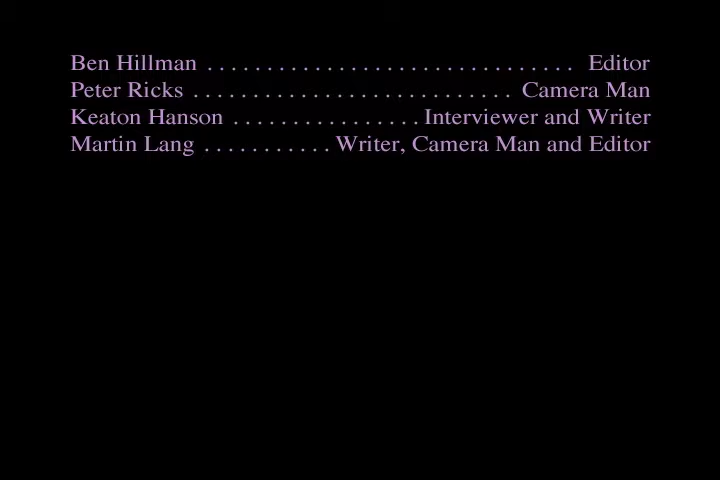 Ben Hillman . . . . . . . . . . . . . . . . . . . . . . . . . . . . . . . Editor
Peter Ricks . . . . . . . . . . . . . . . . . . . . . . . . . . . Camera Man
Keaton Hanson . . . . . . . . . . . . . . . . Interviewer and Writer
Martin Lang . . . . . . . . . . . Writer, Camera Man and Editor